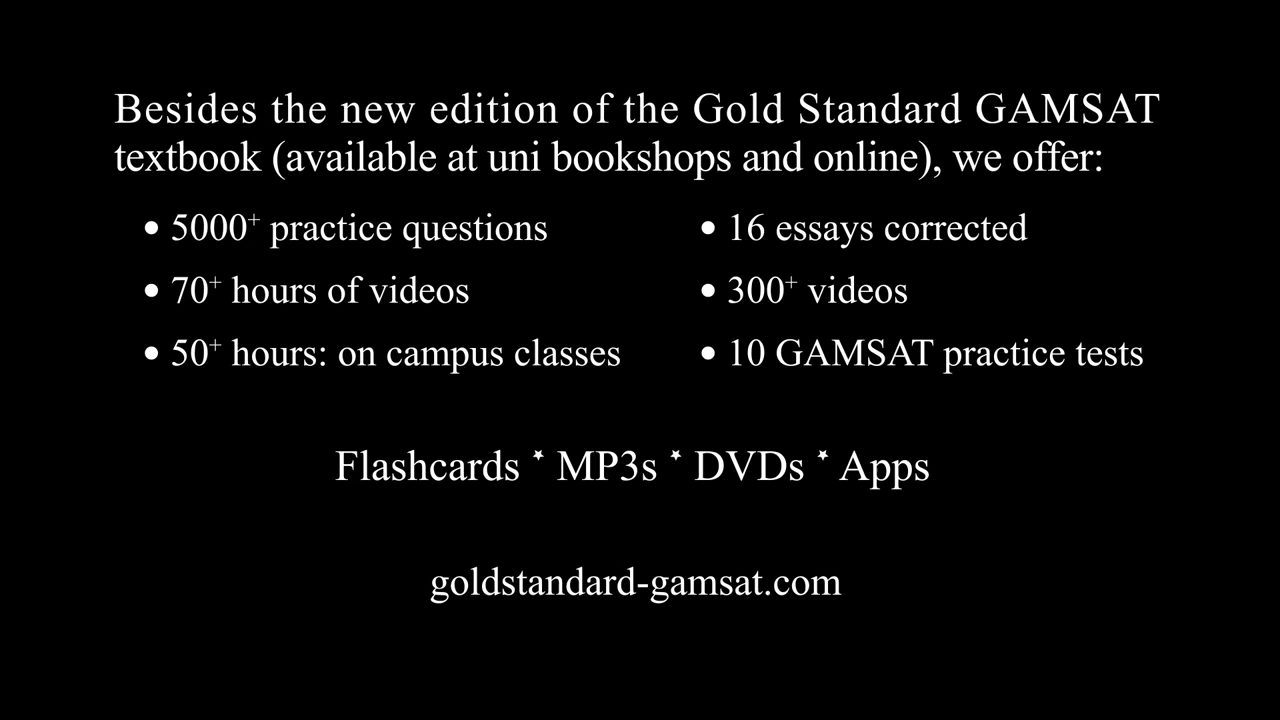 Besides the new edition of the Gold Standard GAMSAT
textbook (available at uni bookshops and online), we offer:
• 5000⁺ practice questions
• 70⁺ hours of videos
• 50⁺ hours: on campus classes
• 16 essays corrected
• 300⁺ videos
• 10 GAMSAT practice tests
Flashcards ★ MP3s ★ DVDs ★ Apps
goldstandard-gamsat.com